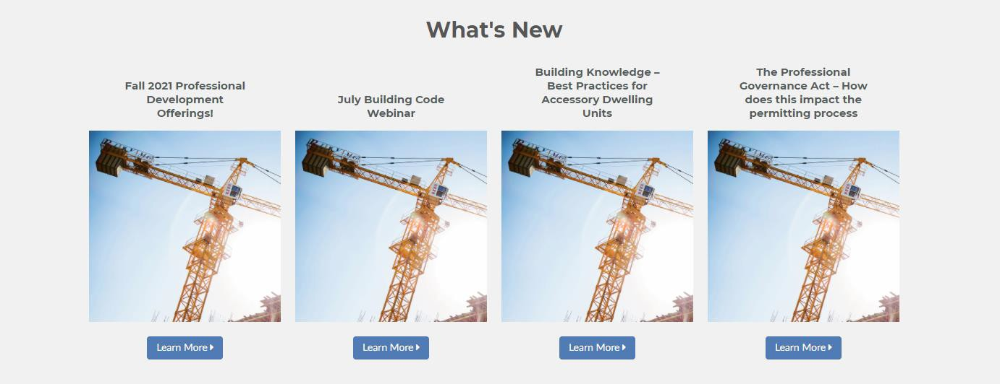 What's New
Fall 2021 Professional
Development
Offerings!
July Building Code
Webinar
Building Knowledge –
Best Practices for
Accessory Dwelling
Units
The Professional
Governance Act – How
does this impact the
permitting process
Learn More
Learn More
Learn More
Learn More